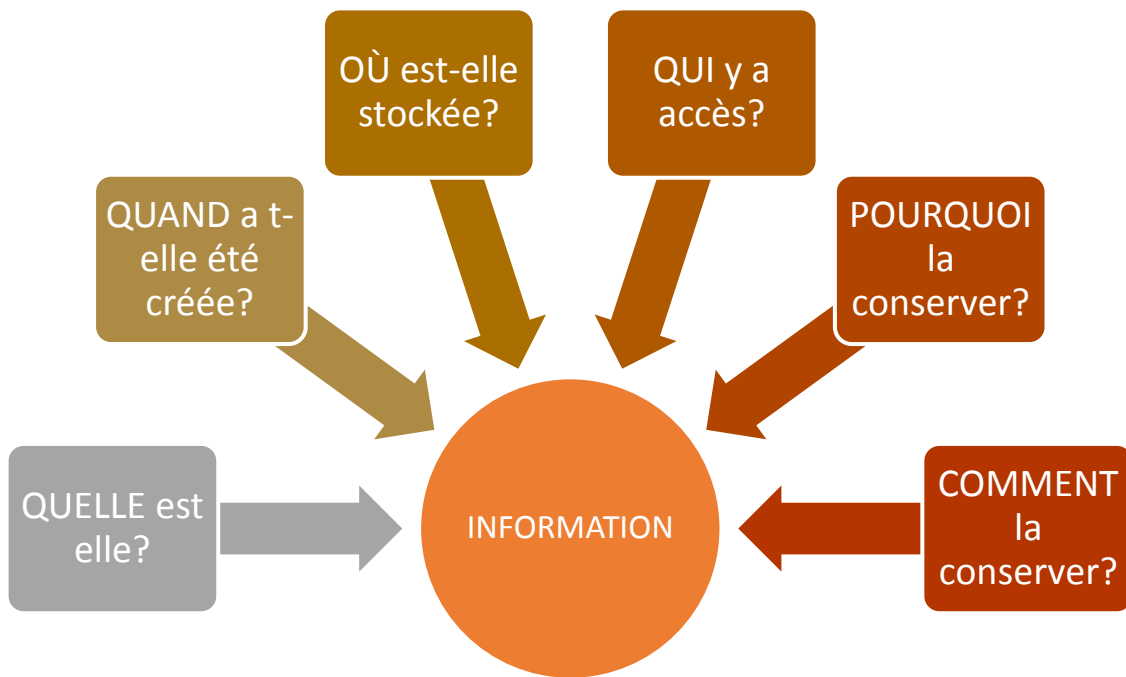 OÙ est-elle
stockée?
QUI y a
accès?
QUAND a t-
elle été
créée?
POURQUOI
la
conserver?
QUELLE est
elle?
INFORMATION
COMMENT
la
conserver?